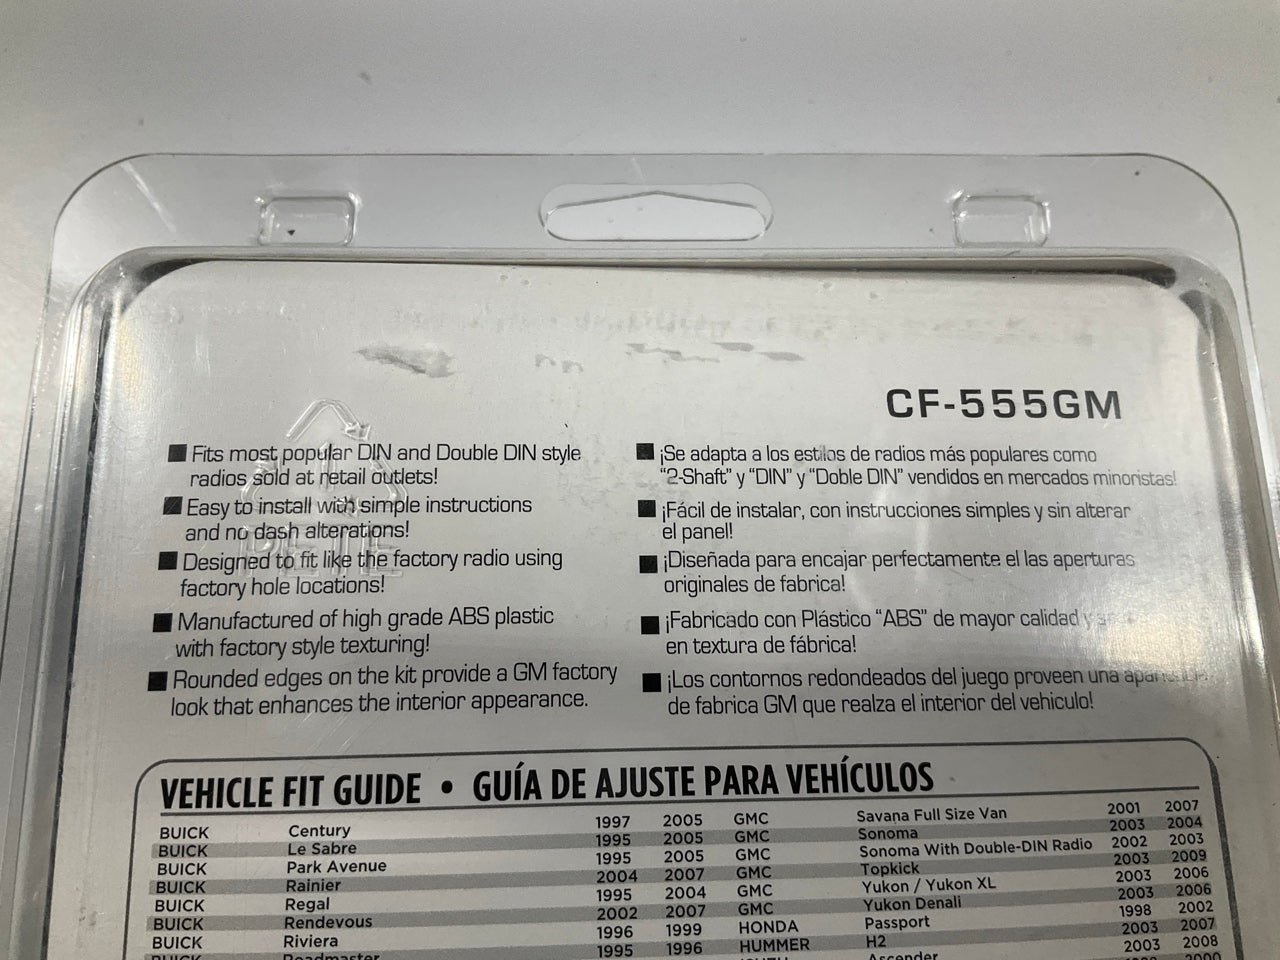 CF-555GM
Fits most popular DIN and Double DIN style
radios sold at retail outlets!
Easy to install with simple instructions
and no dash alterations!
Designed to fit like the factory radio using
factory hole locations!
Manufactured of high grade ABS plastic
with factory style texturing!
Rounded edges on the kit provide a GM factory
look that enhances the interior appearance.
¡Se adapta a los estilos de radios más populares como
"2-Shaft" y "DIN" y "Doble DIN" vendidos en mercados minoristas!
¡Fácil de instalar, con instrucciones simples y sin alterar
el panel!
¡Diseñada para encajar perfectamente el las aperturas
originales de fabrica!
¡Fabricado con Plástico "ABS" de mayor calidad y
en textura de fábrica!
¡Los contornos redondeados del juego proveen una
de fabrica GM que realza el interior del vehiculo!
PETE
VEHICLE FIT GUIDE • GUÍA DE AJUSTE PARA VEHÍCULOS
BUICK Century 1997 2005 GMC Savana Full Size Van 2001 2007
BUICK Le Sabre 1995 2005 GMC Sonoma 2003 2004
BUICK Park Avenue 1995 2005 GMC Sonoma With Double-DIN Radio 2002 2003
BUICK Rainier 2004 2007 GMC Topkick 2003 2009
BUICK Regal 1995 2004 GMC Yukon / Yukon XL 2003 2006
BUICK Rendevous 2002 2007 GMC Yukon Denali 2003 2006
BUICK Riviera 1996 1999 HONDA Passport 1998 2002
BUICK Roadmaster 1995 1996 HUMMER H2 2003 2007
Ascender 2003 2008